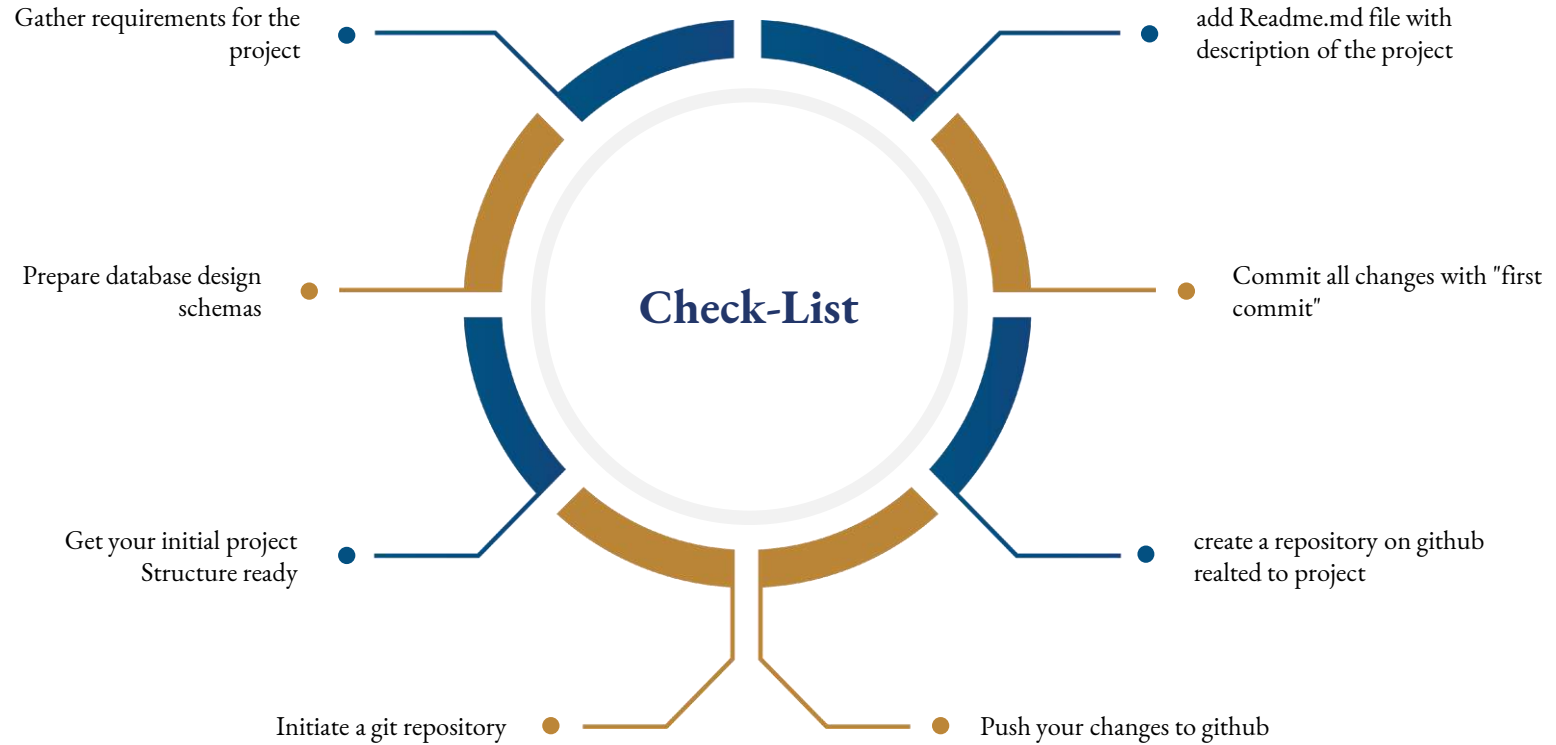 Gather requirements for the
project
Prepare database design
schemas
Get your initial project
Structure ready
Initiate a git repository
Check-List
add Readme.md file with
description of the project
Commit all changes with "first
commit"
create a repository on github
realted to project
Push your changes to github